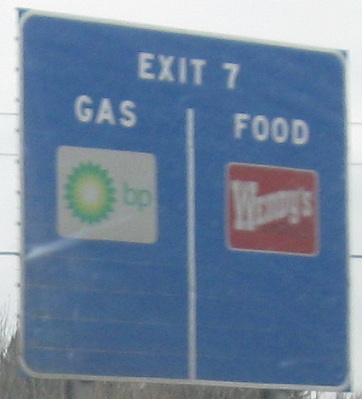 EXIT 7
GAS
FOOD
bp
Wendy's